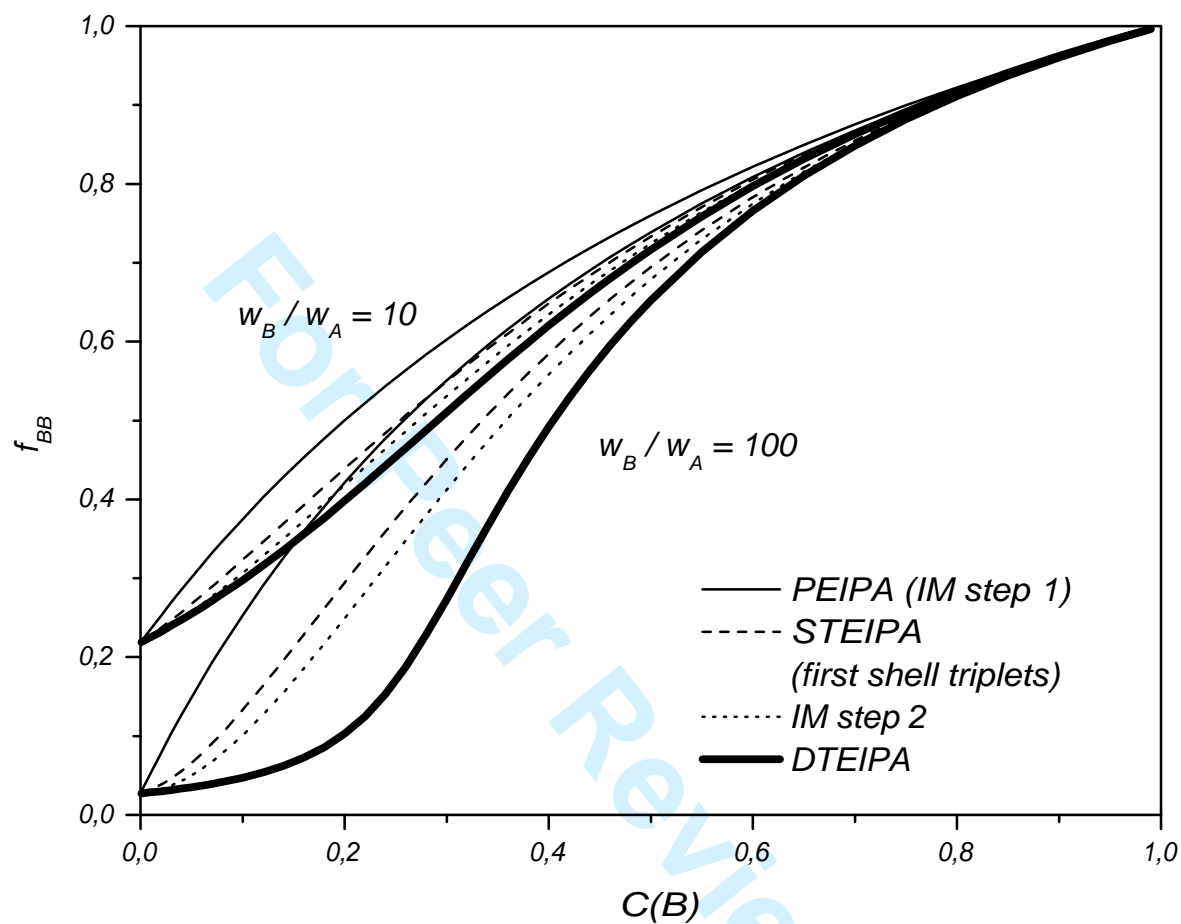 1,0
0,8
0,6
0,4
0,2
0,0
f_BB
w_B / w_A = 10
w_B / w_A = 100
PEIPA (IM step 1)
STEIPA
(first shell triplets)
IM step 2
DTEIPA
0,0 0,2 0,4 0,6 0,8 1,0
C(B)
For Peer Revie